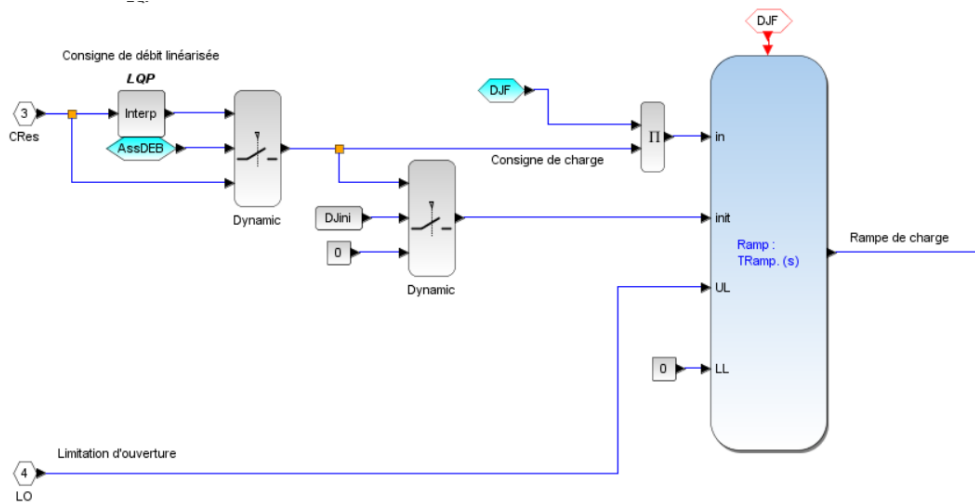 DJF
Consigne de débit linéarisée
LQP
3
Interp
CRes
AssDEB
DJF
Π
in
Consigne de charge
Dynamic
DJini
init
0
Ramp :
TRamp. (s)
Rampe de charge
Dynamic
UL
0
LL
Limitation d'ouverture
4
LO